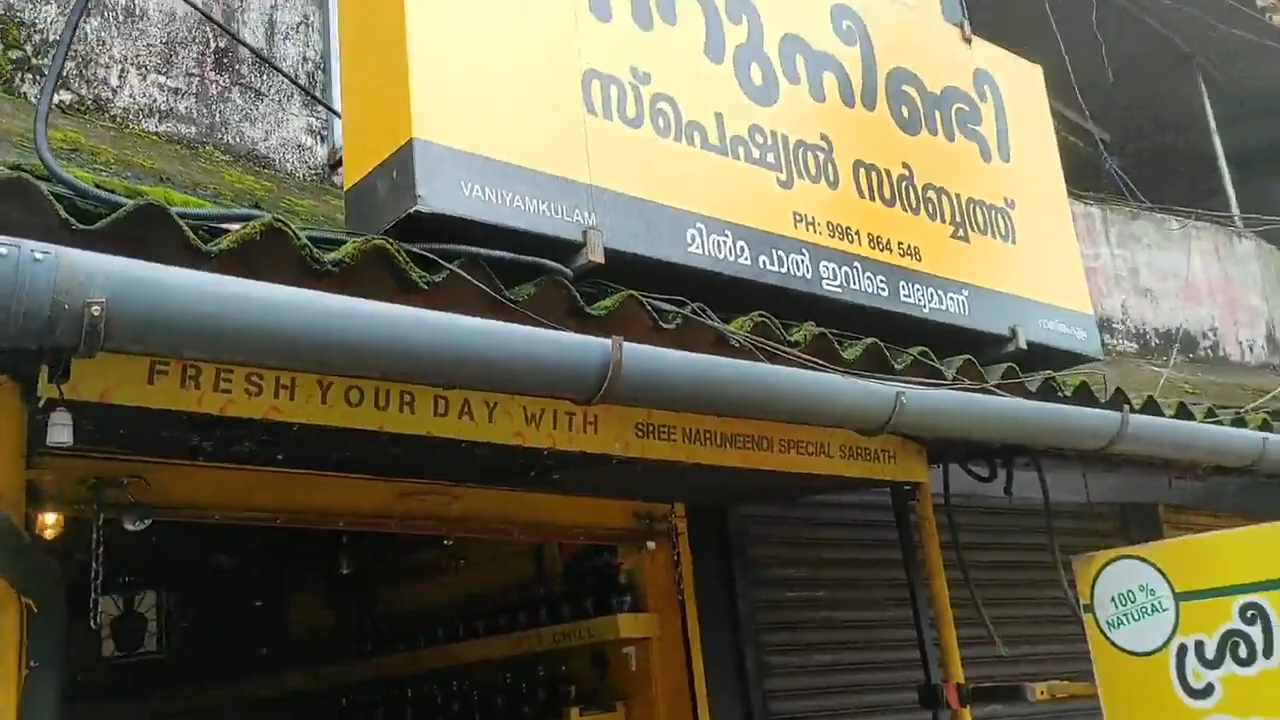 നറുനീണ്ടി
സ്പെഷ്യൽ സർബ്ബത്ത്
VANIYAMKULAM
PH: 9961 864 548
മിൽമ പാൽ ഇവിടെ ലഭ്യമാണ്
FRESH YOUR DAY WITH SREE NARUNEENDI SPECIAL SARBATH
CHILL
100 %
NATURAL
ശ്രീ